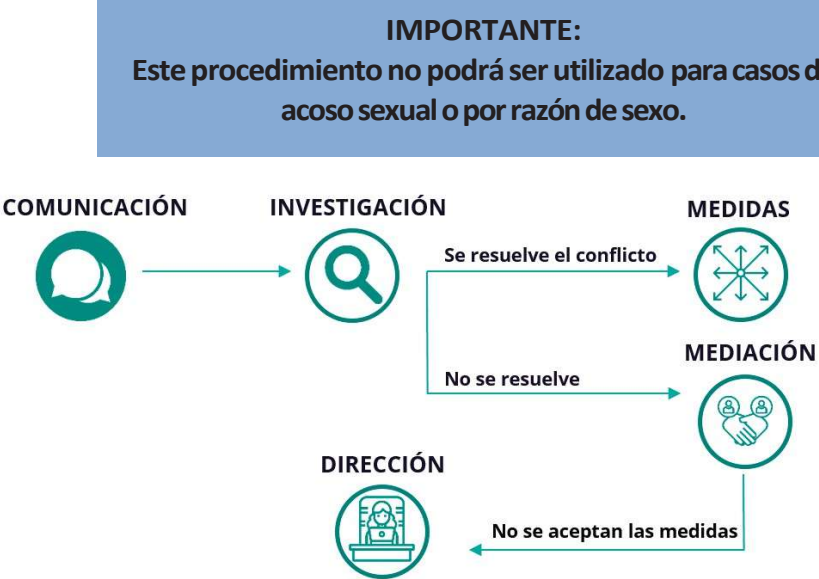 IMPORTANTE:
Este procedimiento no podrá ser utilizado para casos d
acoso sexual o por razón de sexo.
COMUNICACIÓN
INVESTIGACIÓN
MEDIDAS
Se resuelve el conflicto
MEDIACIÓN
No se resuelve
DIRECCIÓN
No se aceptan las medidas